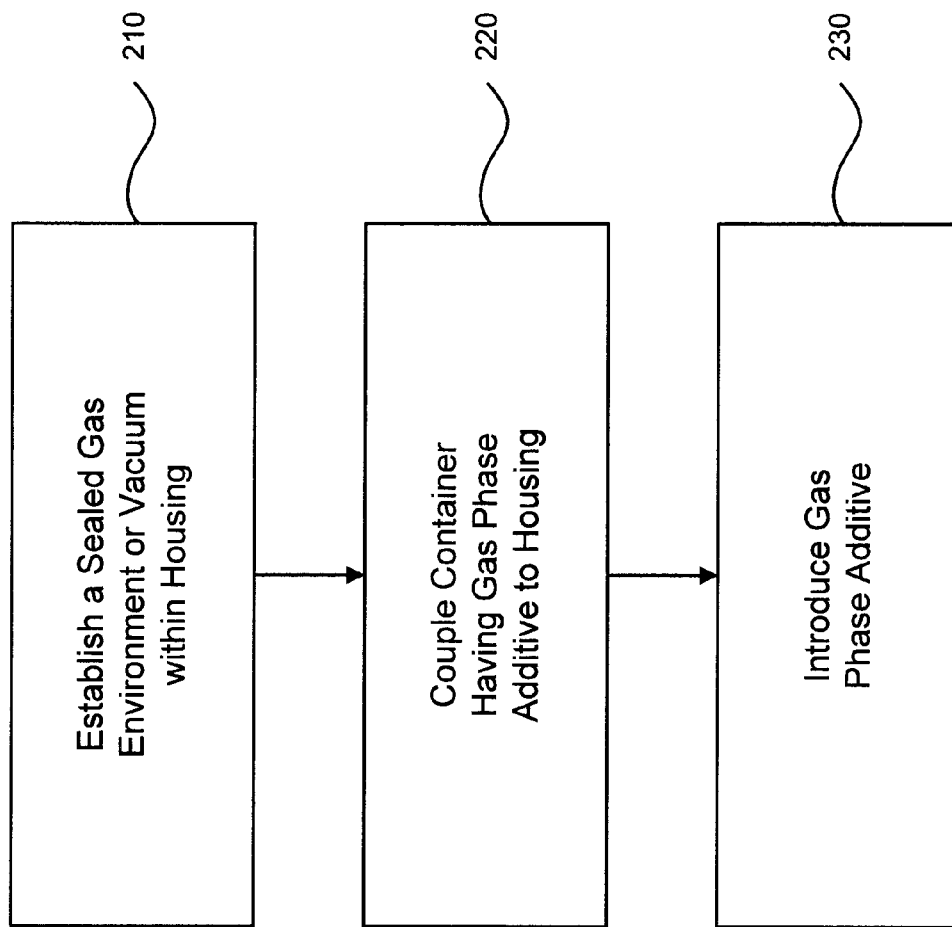 Establish a Sealed Gas
Environment or Vacuum
within Housing
210
Couple Container
Having Gas Phase
Additive to Housing
220
Introduce Gas
Phase Additive
230